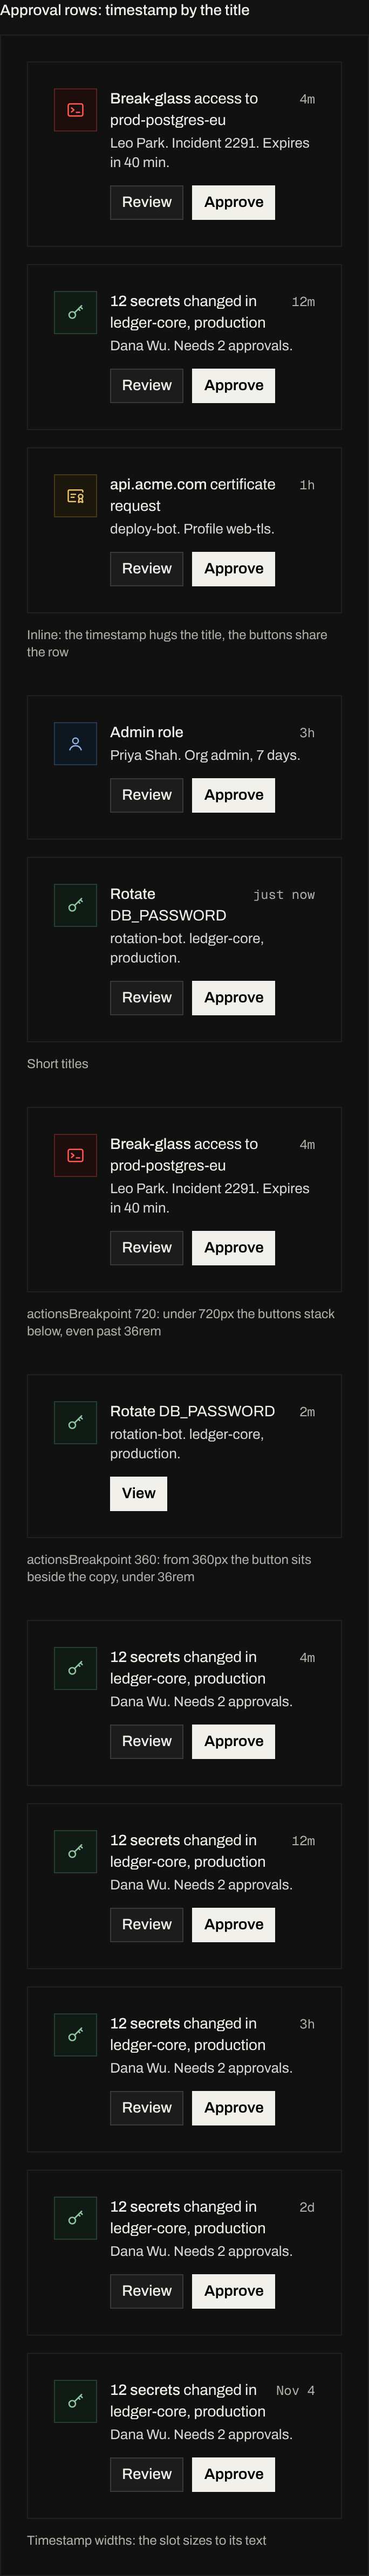 Approval rows: timestamp by the title
Break-glass access to 4m
prod-postgres-eu
Leo Park. Incident 2291. Expires
in 40 min.
Review Approve
12 secrets changed in 12m
ledger-core, production
Dana Wu. Needs 2 approvals.
Review Approve
api.acme.com certificate 1h
request
deploy-bot. Profile web-tls.
Review Approve
Inline: the timestamp hugs the title, the buttons share
the row
Admin role 3h
Priya Shah. Org admin, 7 days.
Review Approve
Rotate just now
DB_PASSWORD
rotation-bot. ledger-core,
production.
Review Approve
Short titles
Break-glass access to 4m
prod-postgres-eu
Leo Park. Incident 2291. Expires
in 40 min.
Review Approve
actionsBreakpoint 720: under 720px the buttons stack
below, even past 36rem
Rotate DB_PASSWORD 2m
rotation-bot. ledger-core,
production.
View
actionsBreakpoint 360: from 360px the button sits
beside the copy, under 36rem
12 secrets changed in 4m
ledger-core, production
Dana Wu. Needs 2 approvals.
Review Approve
12 secrets changed in 12m
ledger-core, production
Dana Wu. Needs 2 approvals.
Review Approve
12 secrets changed in 3h
ledger-core, production
Dana Wu. Needs 2 approvals.
Review Approve
12 secrets changed in 2d
ledger-core, production
Dana Wu. Needs 2 approvals.
Review Approve
12 secrets changed in Nov 4
ledger-core, production
Dana Wu. Needs 2 approvals.
Review Approve
Timestamp widths: the slot sizes to its text